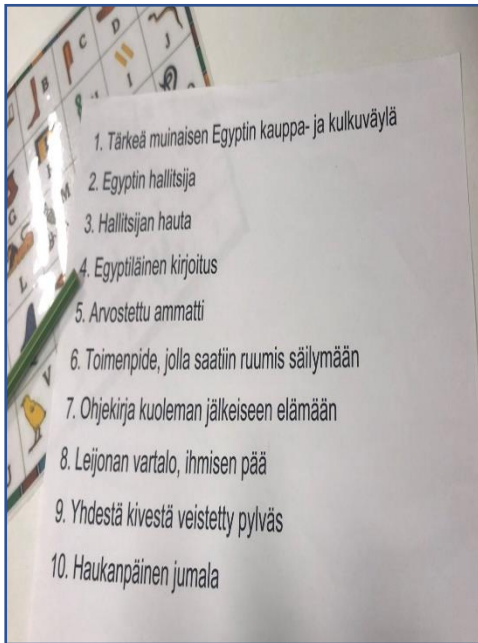 B
C
D
I
J
G
M
L
V
1. Tärkeä muinaisen Egyptin kauppa- ja kulkuväylä
2. Egyptin hallitsija
3. Hallitsijan hauta
4. Egyptiläinen kirjoitus
5. Arvostettu ammatti
6. Toimenpide, jolla saatiin ruumis säilymään
7. Ohjekirja kuoleman jälkeiseen elämään
8. Leijonan vartalo, ihmisen pää
9. Yhdestä kivestä veistetty pylväs
10. Haukanpäinen jumala